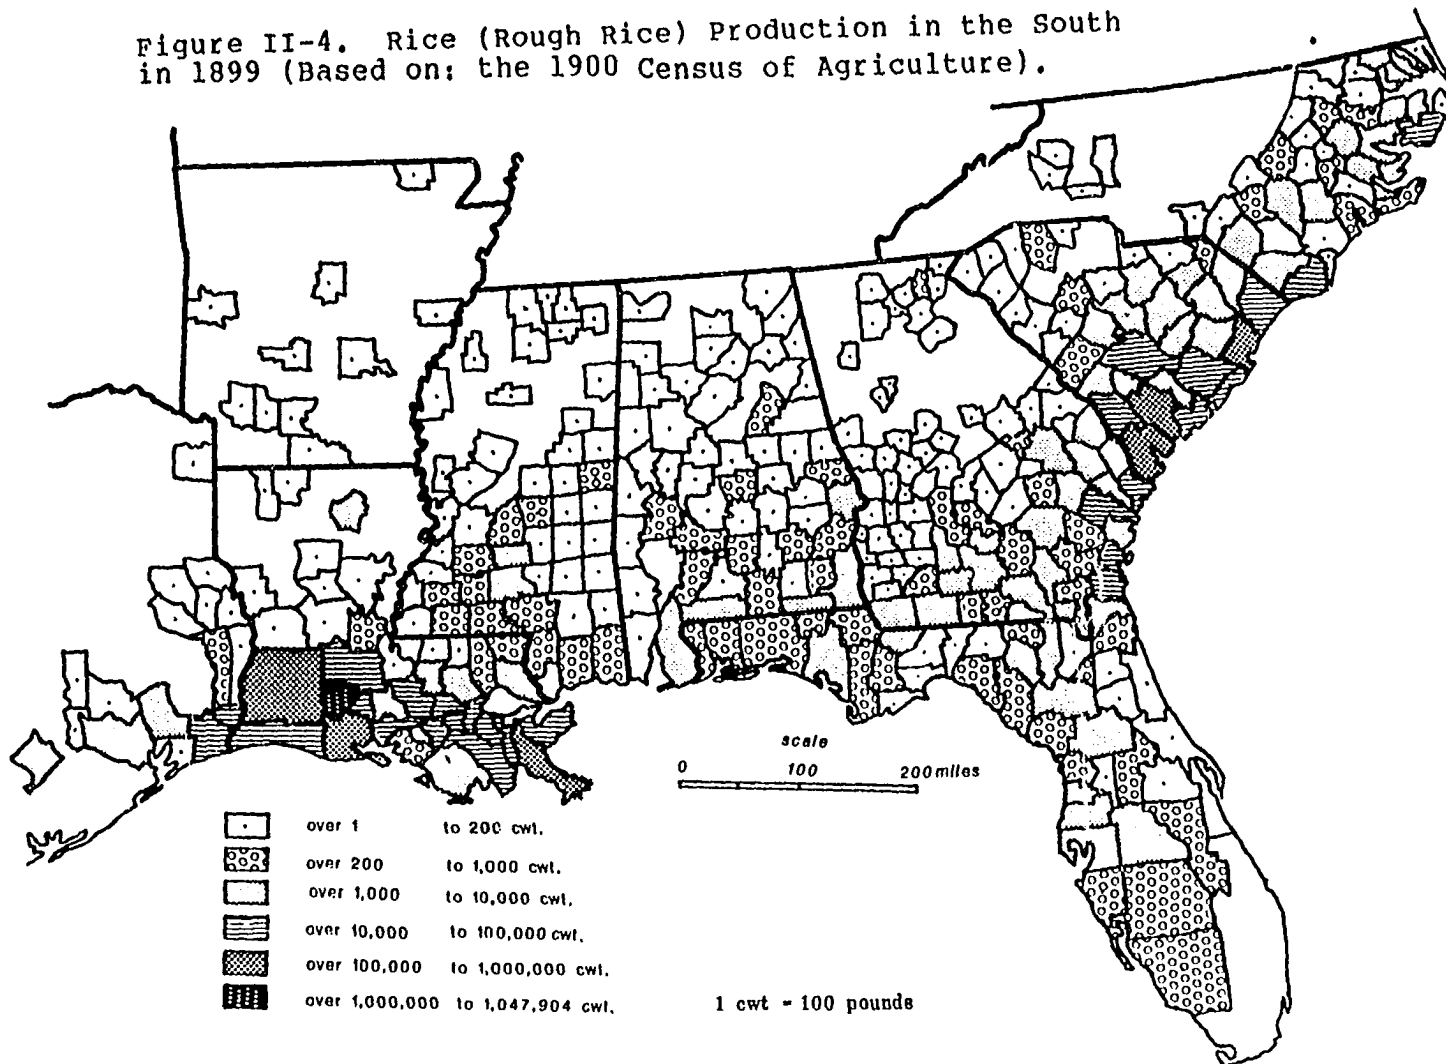 Figure II-4. Rice (Rough Rice) Production in the South
in 1899 (Based on: the 1900 Census of Agriculture).
scale
0 100 200 miles
over 1 to 200 cwt.
over 200 to 1,000 cwt.
over 1,000 to 10,000 cwt.
over 10,000 to 100,000 cwt.
over 100,000 to 1,000,000 cwt.
over 1,000,000 to 1,047,904 cwt.
1 cwt = 100 pounds